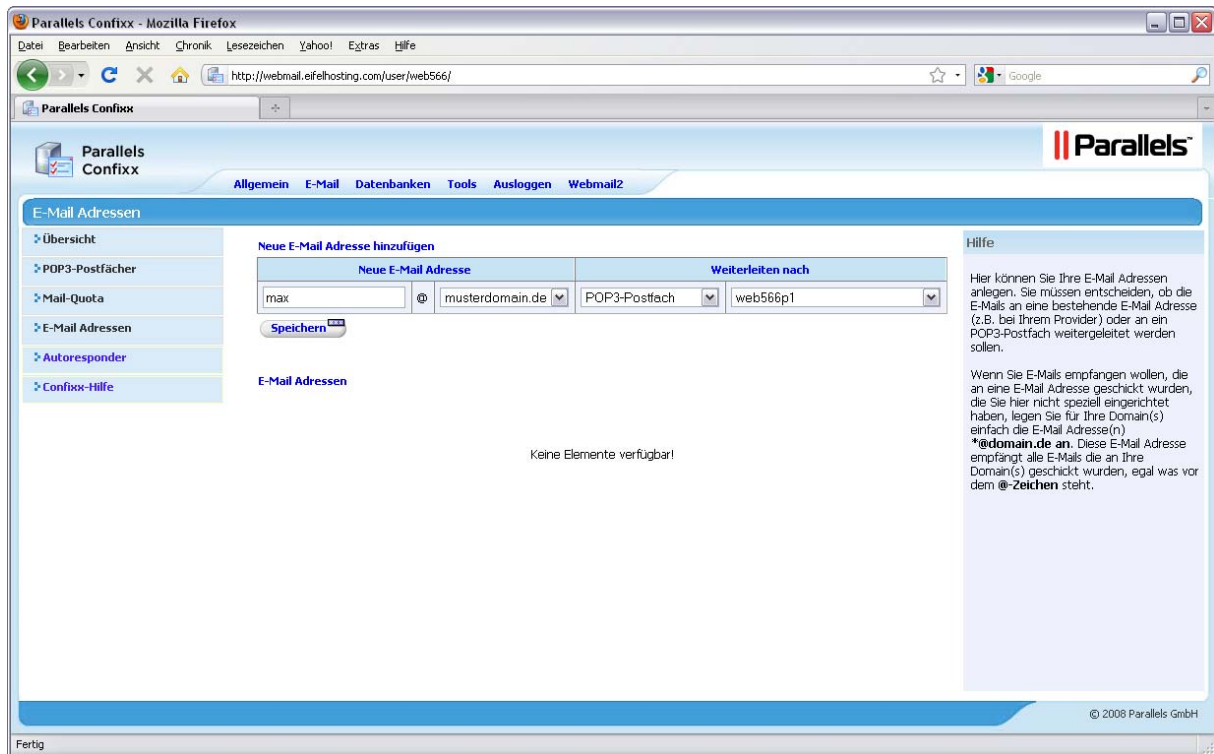 Parallels Confixx - Mozilla Firefox
Datei Bearbeiten Ansicht Chronik Lesezeichen Yahoo! Extras Hilfe
http://webmail.eifelhosting.com/user/web566/
Google
Parallels Confixx
Parallels
Confixx
Parallels™
Allgemein E-Mail Datenbanken Tools Ausloggen Webmail2
E-Mail Adressen
Übersicht
POP3-Postfächer
Mail-Quota
E-Mail Adressen
Autoresponder
Confixx-Hilfe
Neue E-Mail Adresse hinzufügen
Neue E-Mail Adresse Weiterleiten nach
max @ musterdomain.de POP3-Postfach web566p1
Speichern
E-Mail Adressen
Keine Elemente verfügbar!
Hilfe
Hier können Sie Ihre E-Mail Adressen
anlegen. Sie müssen entscheiden, ob die
E-Mails an eine bestehende E-Mail Adresse
(z.B. bei Ihrem Provider) oder an ein
POP3-Postfach weitergeleitet werden
sollen.
Wenn Sie E-Mails empfangen wollen, die
an eine E-Mail Adresse geschickt wurden,
die Sie hier nicht speziell eingerichtet
haben, legen Sie für Ihre Domain(s)
einfach die E-Mail Adresse(n)
*@domain.de an. Diese E-Mail Adresse
empfängt alle E-Mails die an Ihre
Domain(s) geschickt wurden, egal was vor
dem @-Zeichen steht.
© 2008 Parallels GmbH
Fertig